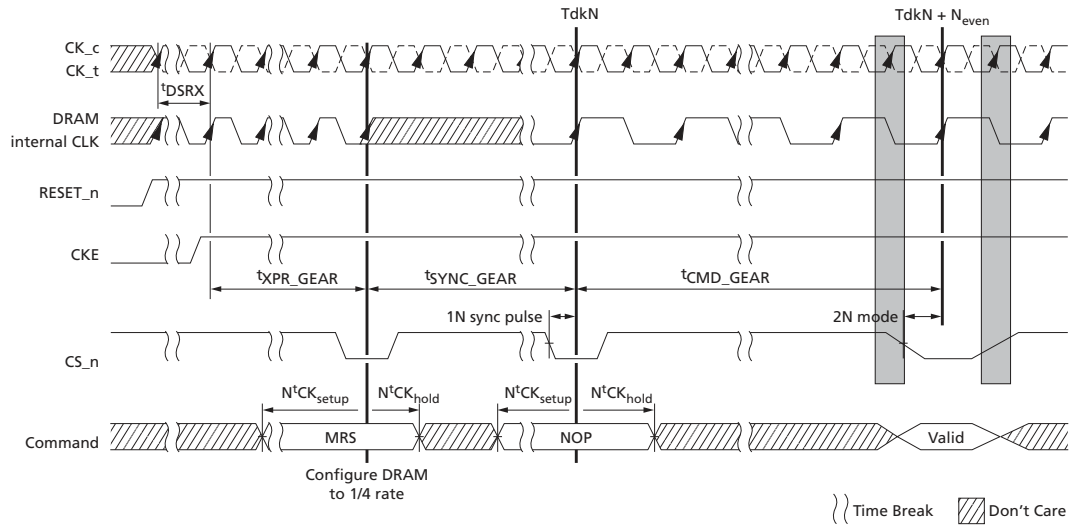 TdkN
TdkN + Neven
CK_c
CK_t
tDSRX
DRAM
internal CLK
RESET_n
CKE
tXPR_GEAR
tSYNC_GEAR
tCMD_GEAR
1N sync pulse
2N mode
CS_n
NtCKsetup
NtCKhold
NtCKsetup
NtCKhold
Command
MRS
NOP
Valid
Configure DRAM
to 1/4 rate
Time Break
Don't Care